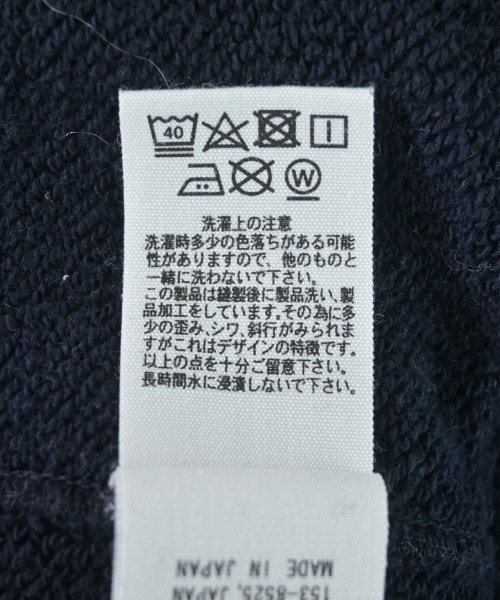 40
W
洗濯上の注意
洗濯時多少の色落ちがある可能
性がありますので、他のものと
一緒に洗わないで下さい。
この製品は縫製後に製品洗い、製
品加工をしています。その為に多
少の歪み、シワ、斜行がみられま
すがこれはデザインの特徴です。
以上の点を十分ご留意下さい。
長時間水に浸漬しないで下さい。
MADE IN JAPAN
153-8525, JAPAN